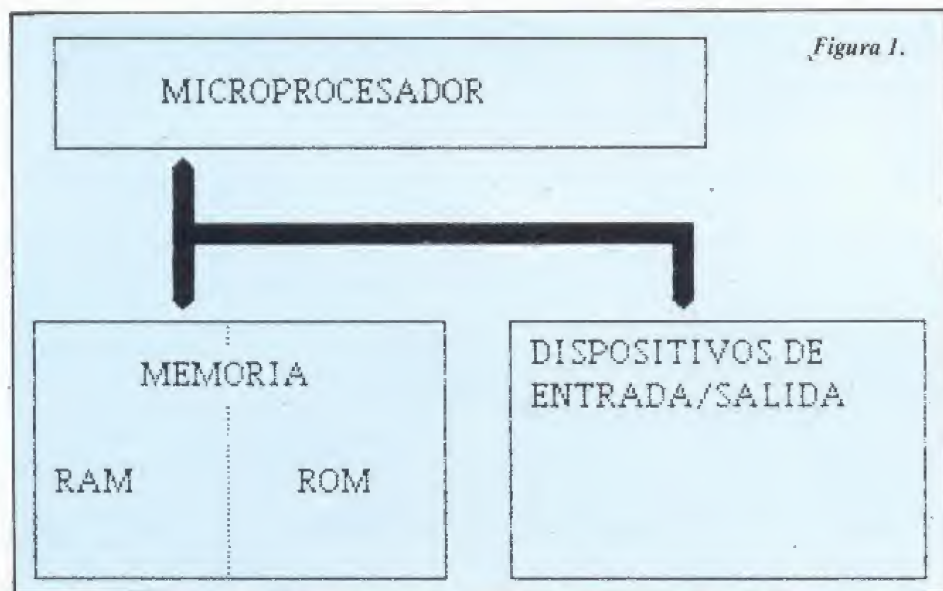 Figura 1.
MICROPROCESADOR
MEMORIA
RAM ROM
DISPOSITIVOS DE
ENTRADA/SALIDA